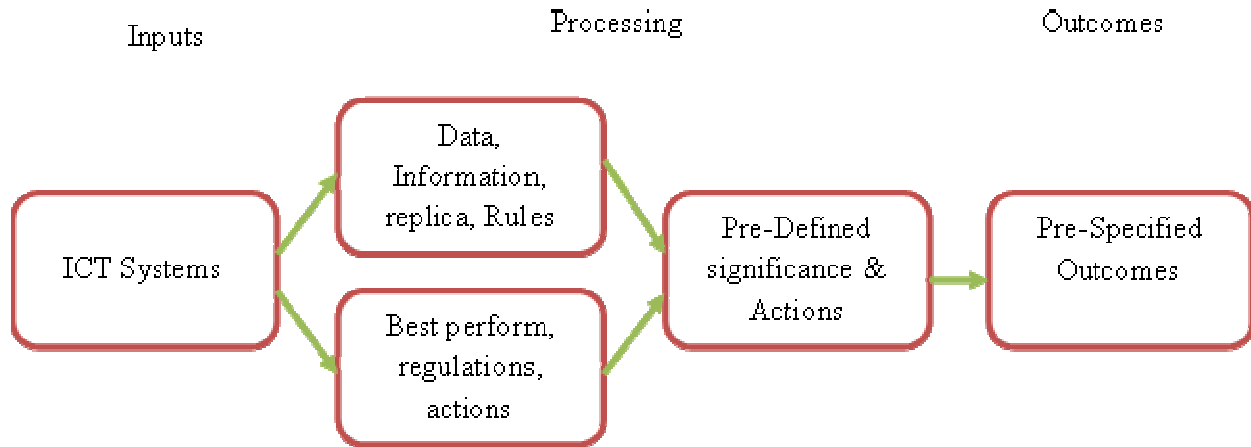 Inputs
Processing
Outcomes
ICT Systems
Data,
Information,
replica, Rules
Best perform,
regulations,
actions
Pre-Defined
significance &
Actions
Pre-Specified
Outcomes